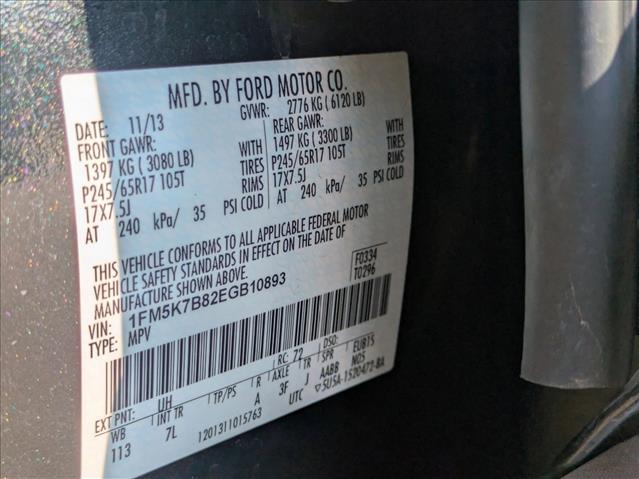 MFD. BY FORD MOTOR CO.
DATE: 11/13 GVWR: 2776 KG ( 6120 LB)
FRONT GAWR: REAR GAWR:
1397 KG ( 3080 LB) WITH 1497 KG ( 3300 LB) WITH
P245/65R17 105T TIRES P245/65R17 105T TIRES
17X7.5J RIMS 17X7.5J RIMS
AT 240 kPa/ 35 PSI COLD AT 240 kPa/ 35 PSI COLD
THIS VEHICLE CONFORMS TO ALL APPLICABLE FEDERAL MOTOR
VEHICLE SAFETY STANDARDS IN EFFECT ON THE DATE OF
MANUFACTURE SHOWN ABOVE.
VIN: 1FM5K7B82EGB10893
TYPE: MPV
F0334
T0296
EXT PNT: UH RC: 72 DSO:
WB INT TR TP/PS R AXLE TR SPR EUB15
113 7L A 3F J AABB ND5
1201311015763 UTC ▽5U5A-1520472-BA